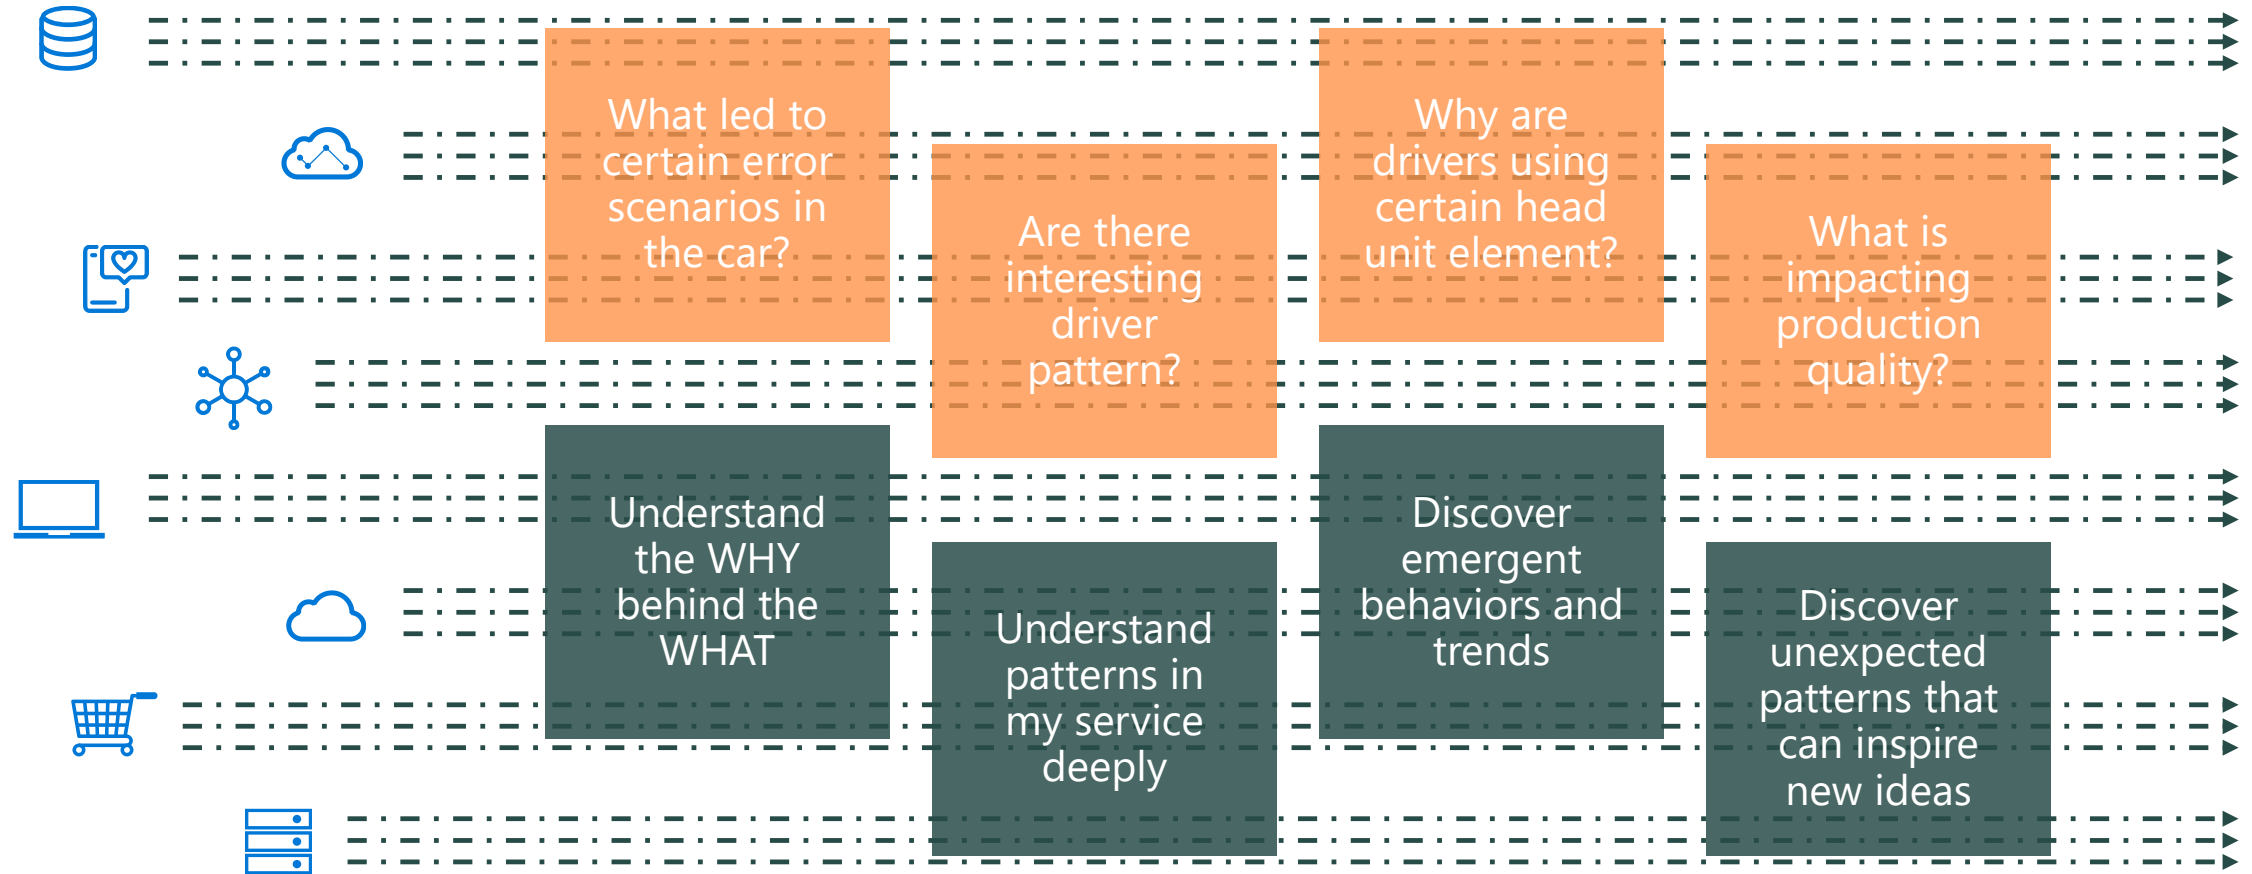 What led to
certain error
scenarios in
the car?
Are there
interesting
driver
pattern?
Why are
drivers using
certain head
unit element?
What is
impacting
production
quality?
Understand
the WHY
behind the
WHAT
Understand
patterns in
my service
deeply
Discover
emergent
behaviors and
trends
Discover
unexpected
patterns that
can inspire
new ideas